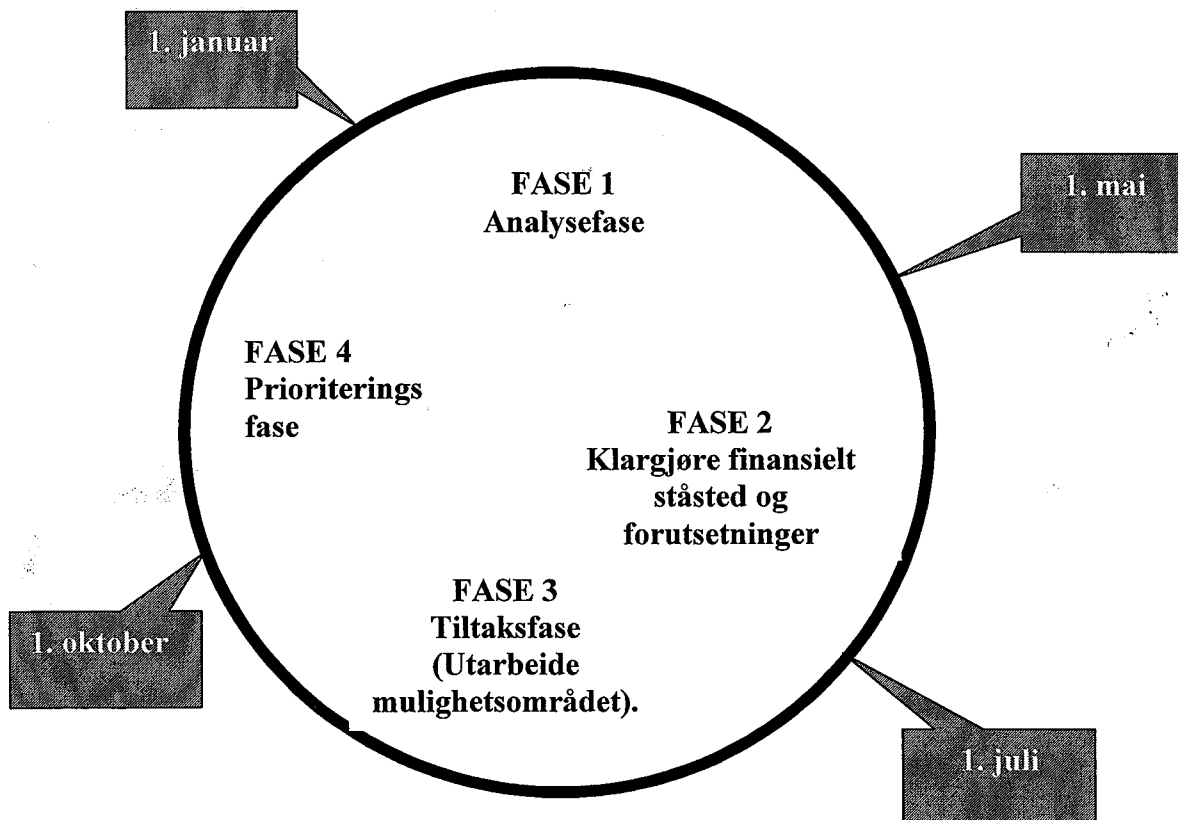 1. januar
1. mai
FASE 1
Analysefase
FASE 4
Prioriterings
fase
FASE 2
Klargjøre finansielt
ståsted og
forutsetninger
FASE 3
Tiltaksfase
(Utarbeide
mulighetsområdet).
1. oktober
1. juli